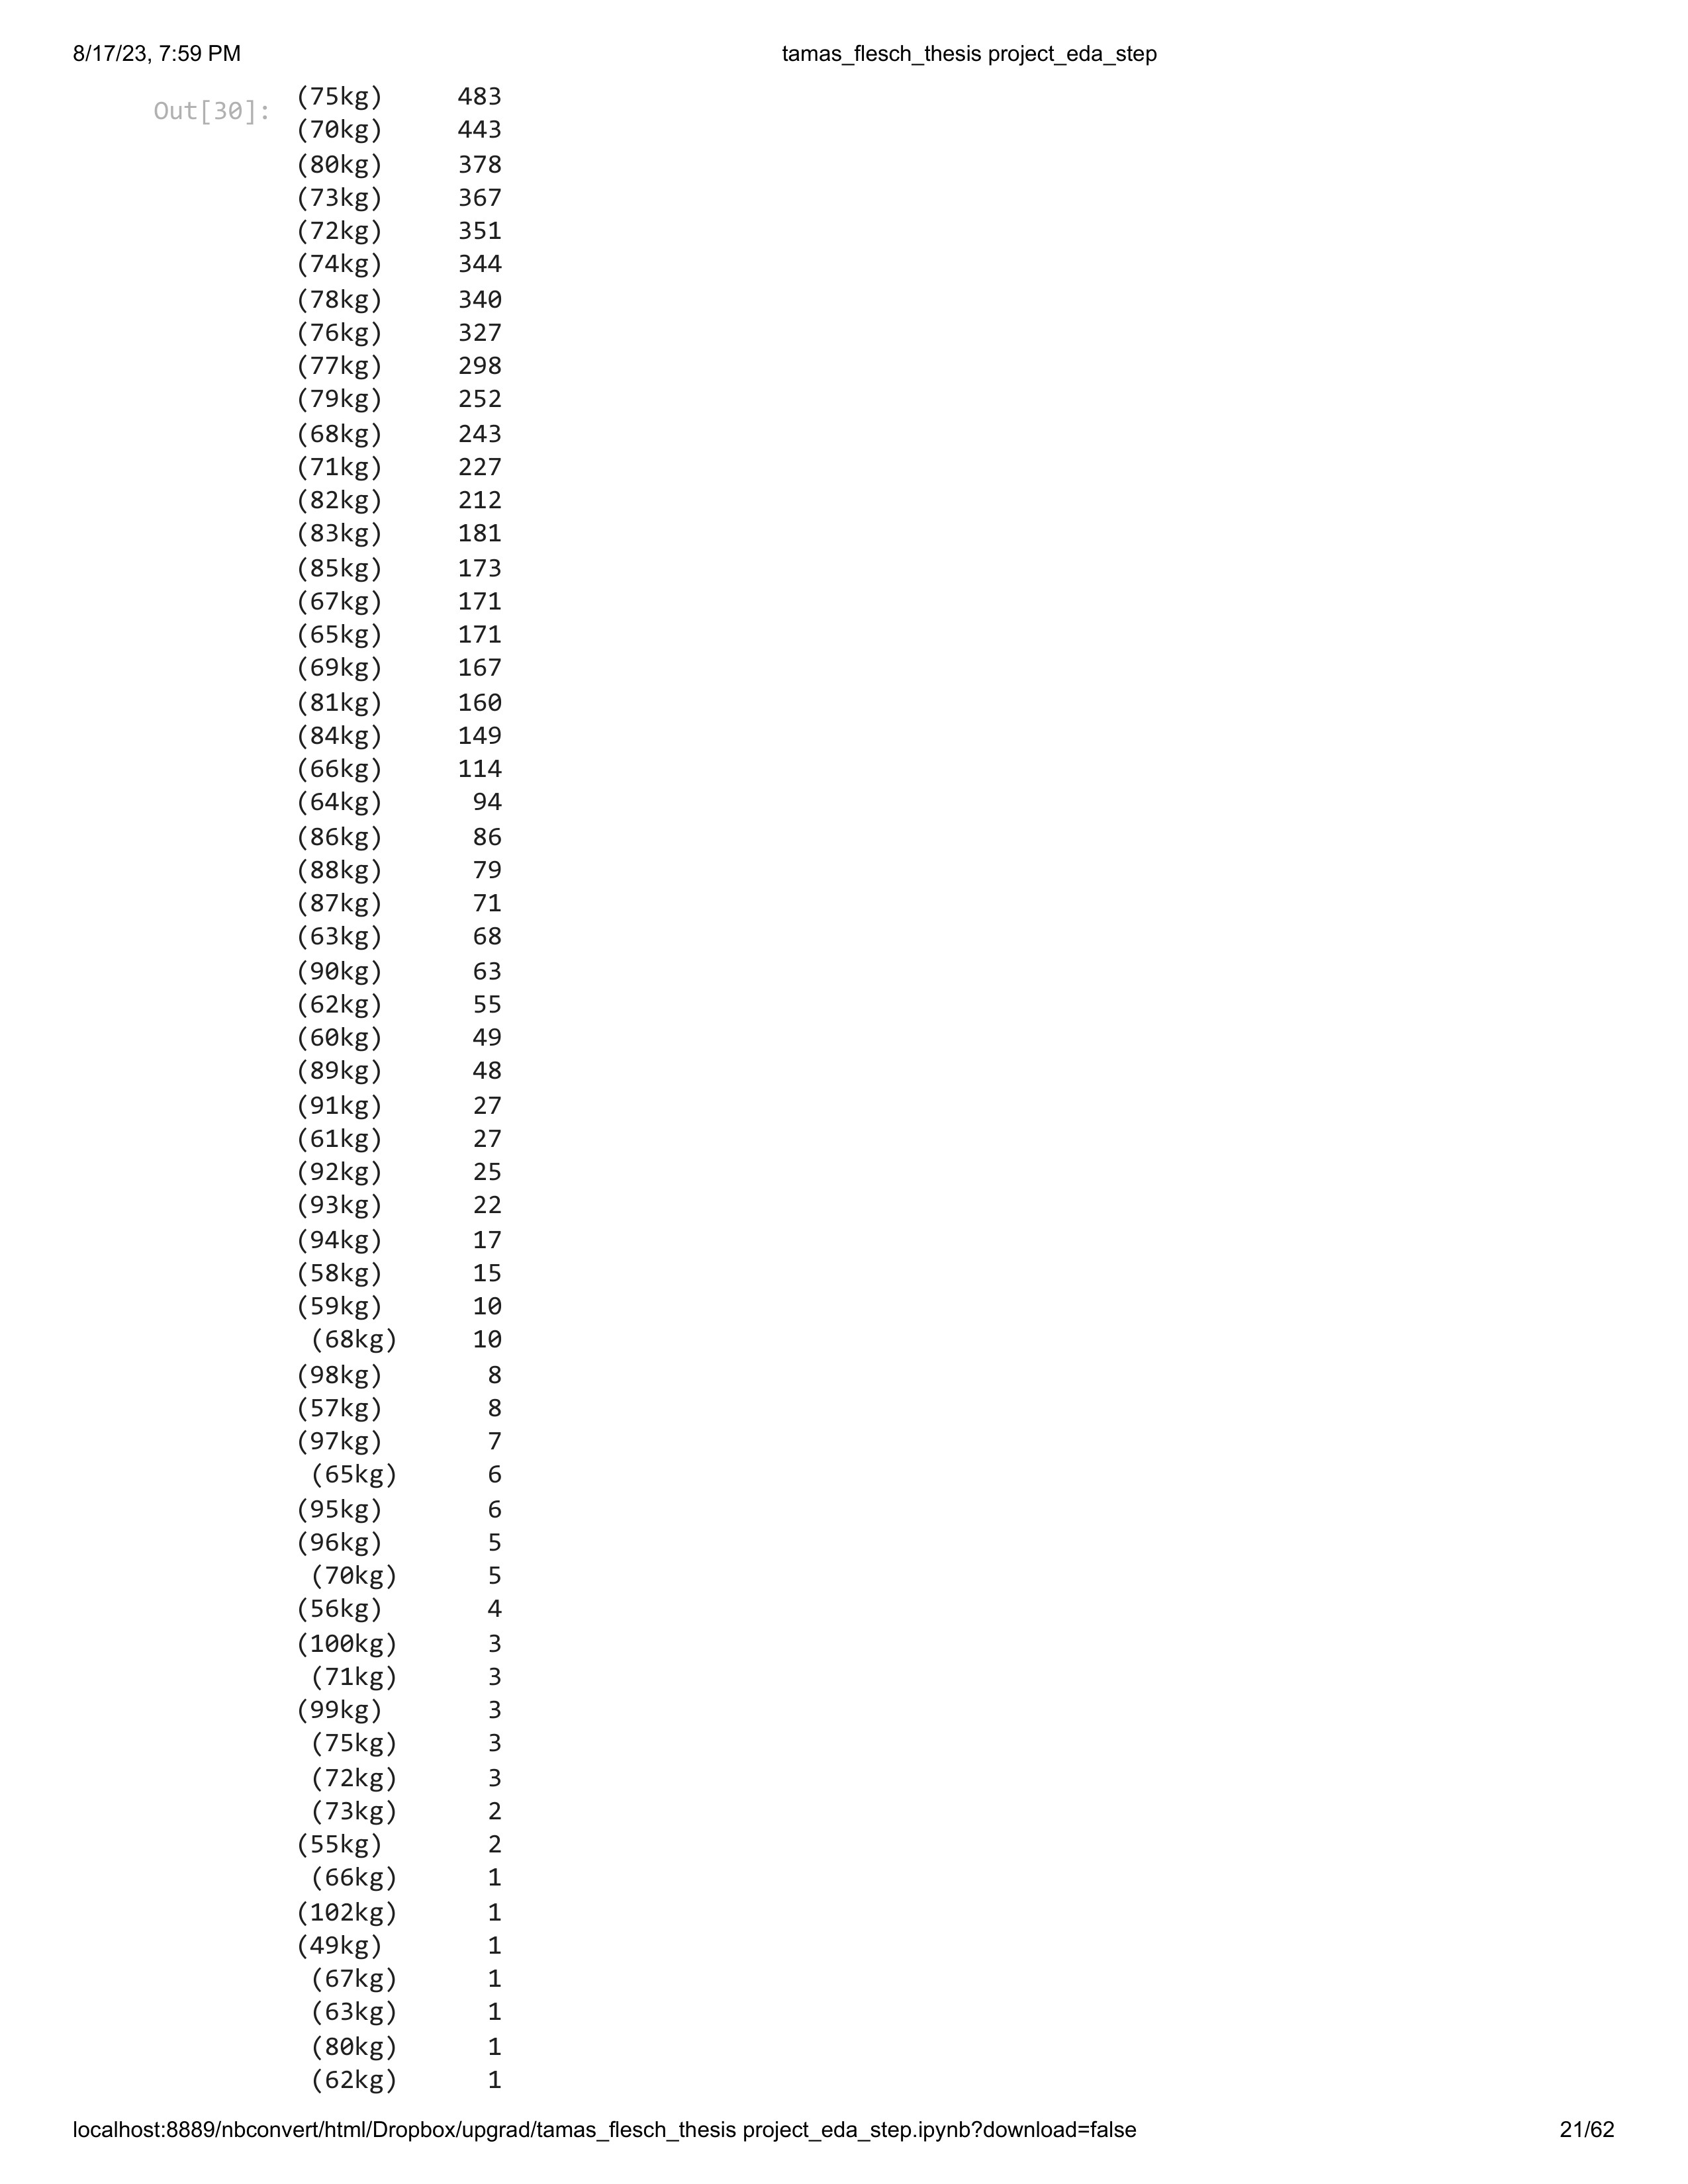 8/17/23, 7:59 PM tamas_flesch_thesis project_eda_step
Out[30]: (75kg) 483
(70kg) 443
(80kg) 378
(73kg) 367
(72kg) 351
(74kg) 344
(78kg) 340
(76kg) 327
(77kg) 298
(79kg) 252
(68kg) 243
(71kg) 227
(82kg) 212
(83kg) 181
(85kg) 173
(67kg) 171
(65kg) 171
(69kg) 167
(81kg) 160
(84kg) 149
(66kg) 114
(64kg) 94
(86kg) 86
(88kg) 79
(87kg) 71
(63kg) 68
(90kg) 63
(62kg) 55
(60kg) 49
(89kg) 48
(91kg) 27
(61kg) 27
(92kg) 25
(93kg) 22
(94kg) 17
(58kg) 15
(59kg) 10
(68kg) 10
(98kg) 8
(57kg) 8
(97kg) 7
(65kg) 6
(95kg) 6
(96kg) 5
(70kg) 5
(56kg) 4
(100kg) 3
(71kg) 3
(99kg) 3
(75kg) 3
(72kg) 3
(73kg) 2
(55kg) 2
(66kg) 1
(102kg) 1
(49kg) 1
(67kg) 1
(63kg) 1
(80kg) 1
(62kg) 1
localhost:8889/nbconvert/html/Dropbox/upgrad/tamas_flesch_thesis project_eda_step.ipynb?download=false 21/62